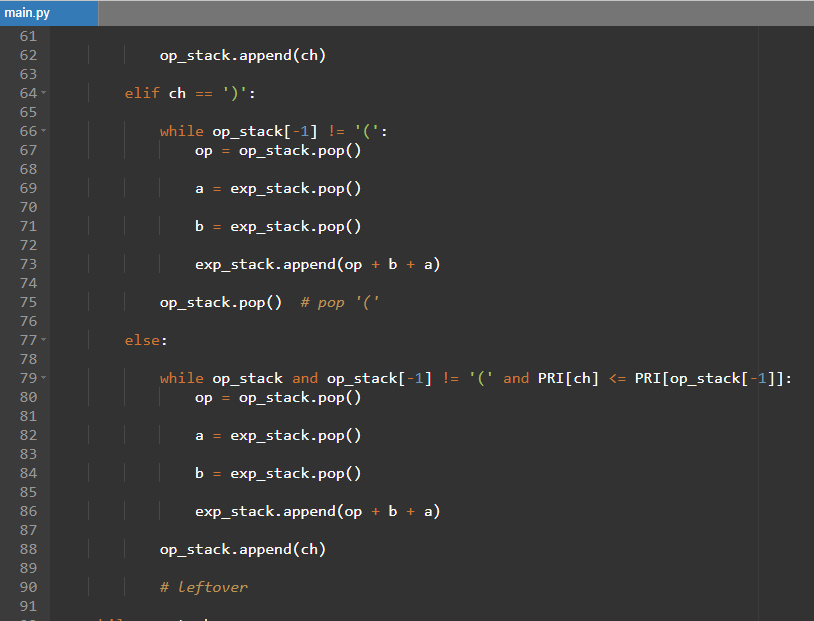 main.py
61
62 op_stack.append(ch)
63
64 elif ch == ')':
65
66 while op_stack[-1] != '(':
67 op = op_stack.pop()
68
69 a = exp_stack.pop()
70
71 b = exp_stack.pop()
72
73 exp_stack.append(op + b + a)
74
75 op_stack.pop() # pop '('
76
77 else:
78
79 while op_stack and op_stack[-1] != '(' and PRI[ch] <= PRI[op_stack[-1]]:
80 op = op_stack.pop()
81
82 a = exp_stack.pop()
83
84 b = exp_stack.pop()
85
86 exp_stack.append(op + b + a)
87
88 op_stack.append(ch)
89
90 # leftover
91